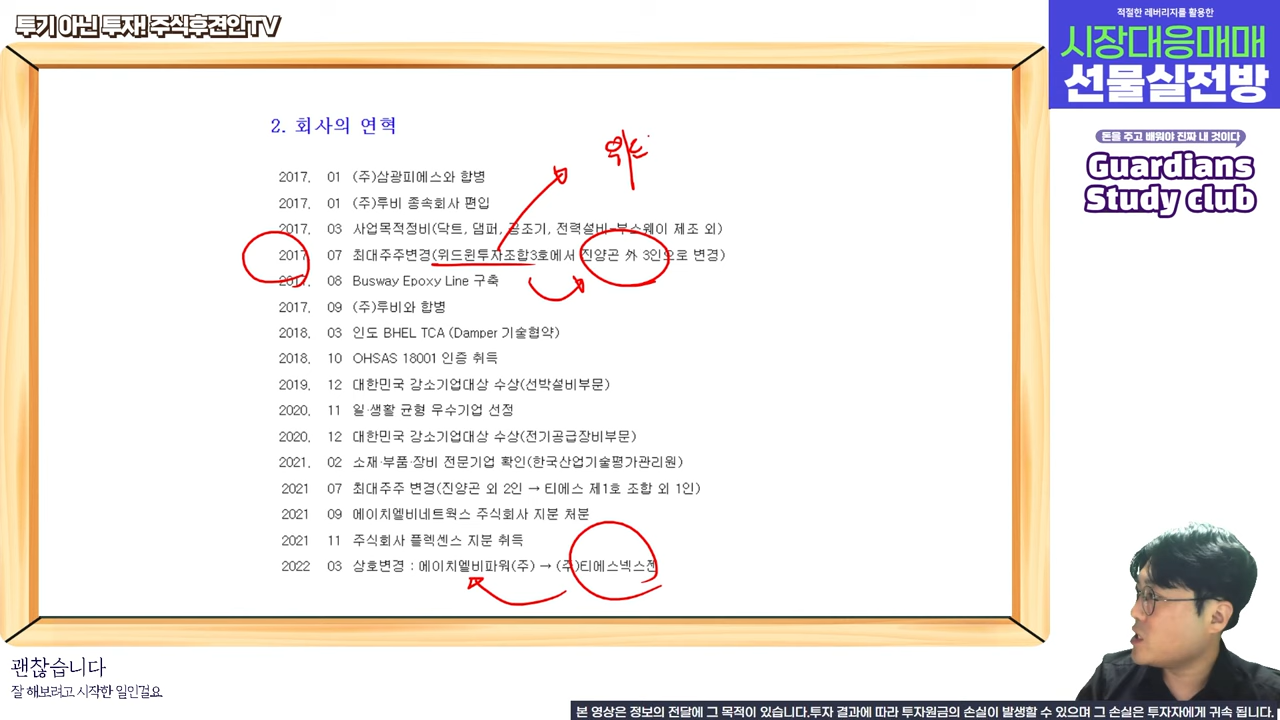 투기 아닌 투자! 주식후견인TV
적절한 레버리지를 활용한
시장대응매매
선물실전방
돈을 주고 배워야 진짜 내 것이다
Guardians
Study club
2. 회사의 연혁
2017. 01 (주)삼광피에스와 합병
2017. 01 (주)투비 종속회사 편입
2017. 03 사업목적정비(닥트, 댐퍼, 공조기, 전력설비-부스웨이 제조 외)
2017 07 최대주주변경(위드윈투자조합3호에서 진양곤 外 3인으로 변경)
2017. 08 Busway Epoxy Line 구축
2017. 09 (주)투비와 합병
2018. 03 인도 BHEL TCA (Damper 기술협약)
2018. 10 OHSAS 18001 인증 취득
2019. 12 대한민국 강소기업대상 수상(선박설비부문)
2020. 11 일·생활 균형 우수기업 선정
2020. 12 대한민국 강소기업대상 수상(전기공급장비부문)
2021. 02 소재·부품·장비 전문기업 확인(한국산업기술평가관리원)
2021 07 최대주주 변경(진양곤 외 2인 → 티에스 제1호 조합 외 1인)
2021 09 에이치엘비네트웍스 주식회사 지분 처분
2021 11 주식회사 플렉센스 지분 취득
2022 03 상호변경 : 에이치엘비파워(주) → (주)티에스넥스젠
괜찮습니다
잘 해보려고 시작한 일인걸요
본 영상은 정보의 전달에 그 목적이 있습니다.투자 결과에 따라 투자원금의 손실이 발생할 수 있으며 그 손실은 투자자에게 귀속 됩니다.